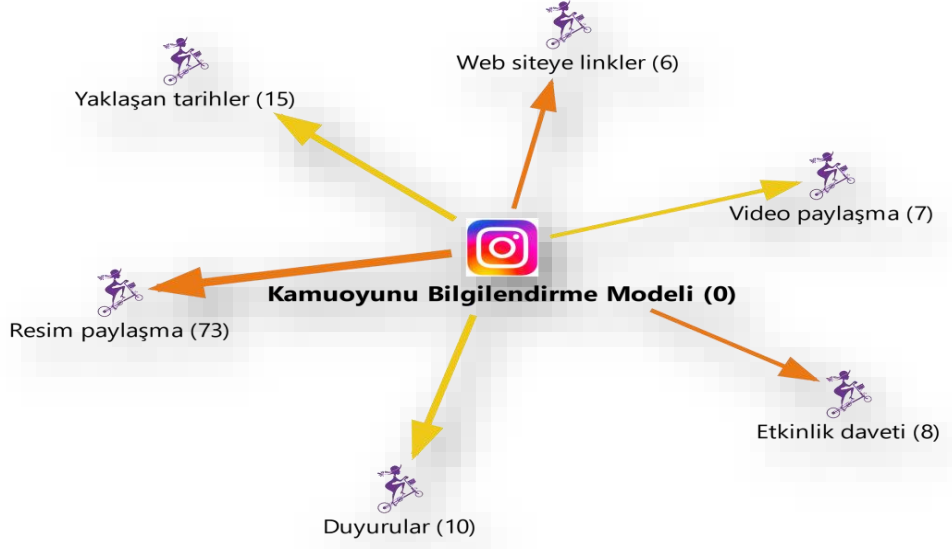 Web siteye linkler (6)
Yaklaşan tarihler (15)
Video paylaşma (7)
Kamuoyunu Bilgilendirme Modeli (0)
Resim paylaşma (73)
Etkinlik daveti (8)
Duyurular (10)